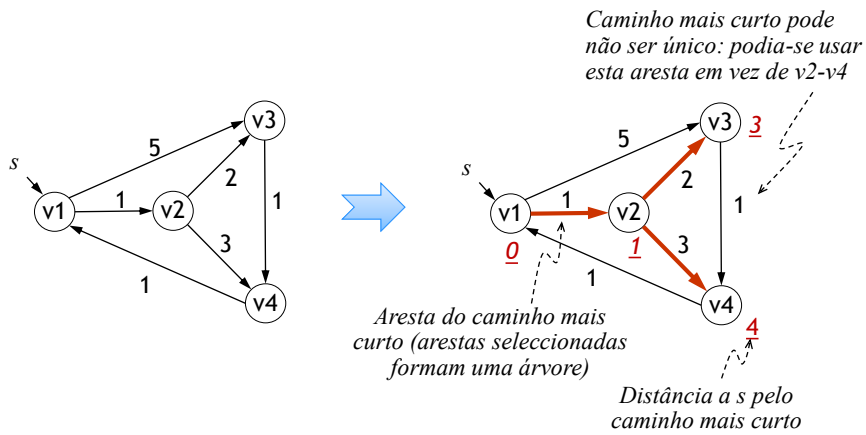 Caminho mais curto pode
não ser único: podia-se usar
esta aresta em vez de v2-v4
s
v1
v2
v3
v4
5
1
2
1
3
1
s
v1
v2
v3
v4
5
1
2
1
3
1
0
1
3
4
Aresta do caminho mais
curto (arestas seleccionadas
formam uma árvore)
Distância a s pelo
caminho mais curto